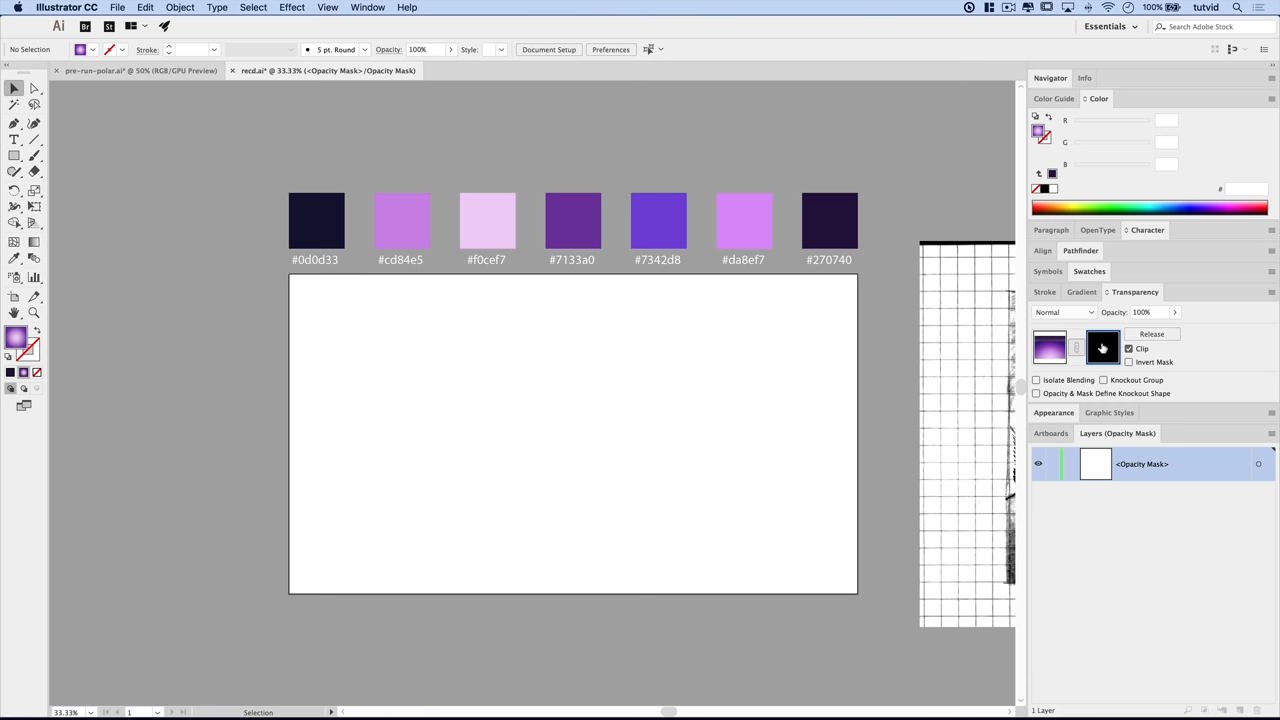 Illustrator CC File Edit Object Type Select Effect View Window Help 100% tutvid
Ai Br St Essentials Search Adobe Stock
No Selection Stroke: 5 pt. Round Opacity: 100% Style: Document Setup Preferences
pre-run-polar.ai* @ 50% (RGB/GPU Preview) recd.ai* @ 33.33% (<Opacity Mask>/Opacity Mask)
Navigator Info
Color Guide Color
R
G
B
#
Paragraph OpenType Character
Align Pathfinder
Symbols Swatches
Stroke Gradient Transparency
Normal Opacity: 100%
Release
Clip
Invert Mask
Isolate Blending Knockout Group
Opacity & Mask Define Knockout Shape
Appearance Graphic Styles
Artboards Layers (Opacity Mask)
<Opacity Mask>
#0d0d33 #cd84e5 #f0cef7 #7133a0 #7342d8 #da8ef7 #270740
33.33% 1 Selection
1 Layer